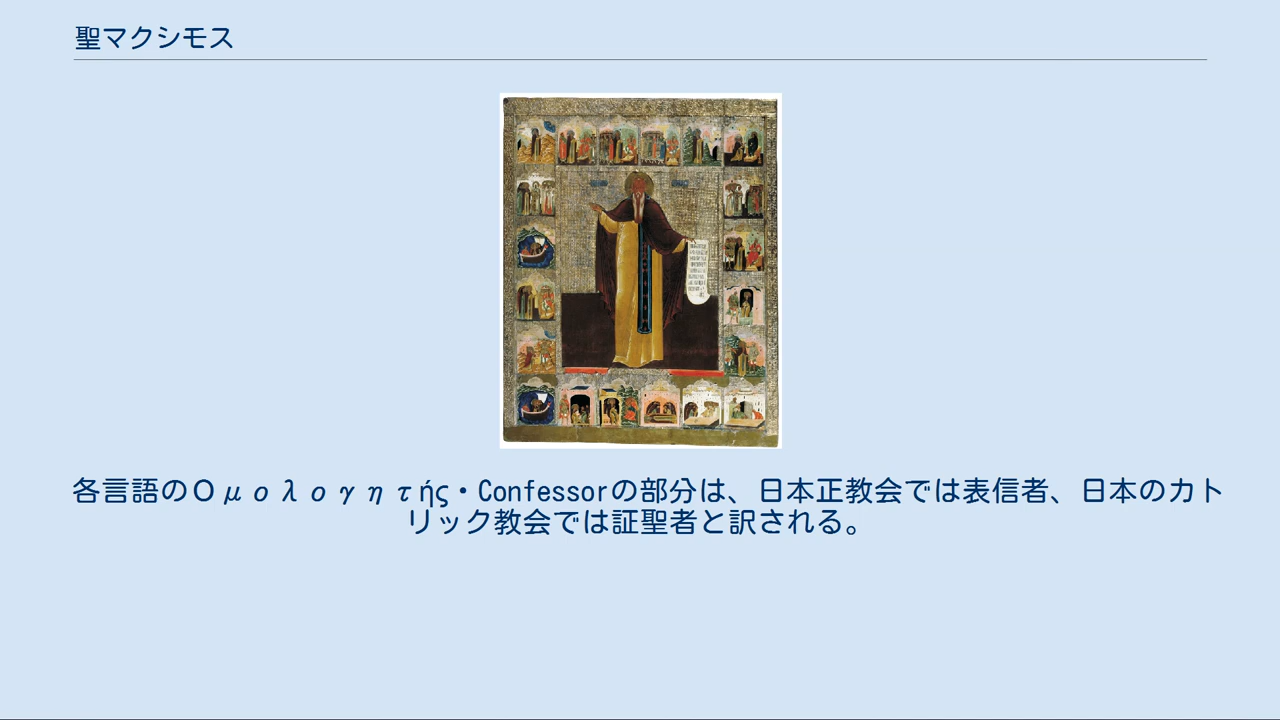 聖マクシモス
各言語のΟμολογητής・Confessorの部分は、日本正教会では表信者、日本のカト
リック教会では証聖者と訳される。